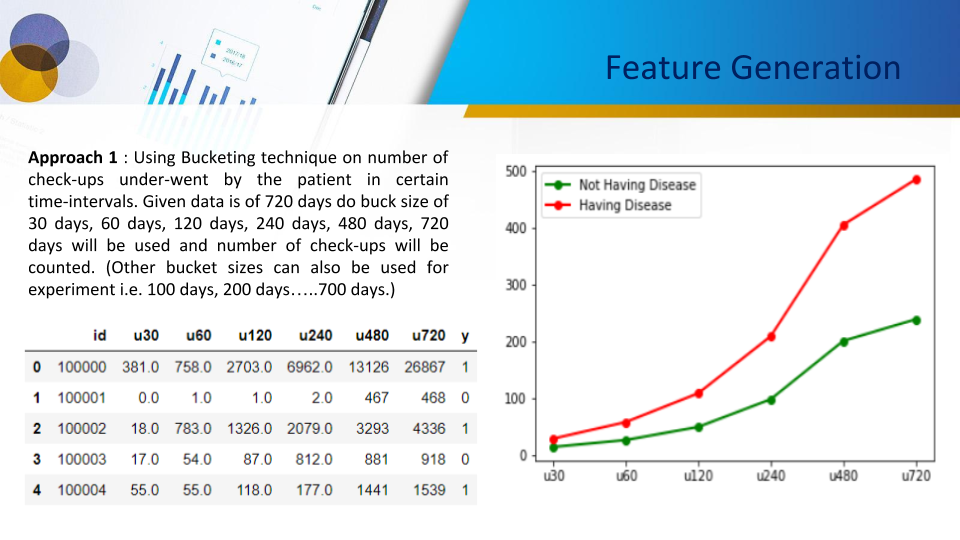 2017-18
2016-17
Feature Generation
Approach 1 : Using Bucketing technique on number of
check-ups under-went by the patient in certain
time-intervals. Given data is of 720 days do buck size of
30 days, 60 days, 120 days, 240 days, 480 days, 720
days will be used and number of check-ups will be
counted. (Other bucket sizes can also be used for
experiment i.e. 100 days, 200 days…..700 days.)
id u30 u60 u120 u240 u480 u720 y
0 100000 381.0 758.0 2703.0 6962.0 13126 26867 1
1 100001 0.0 1.0 1.0 2.0 467 468 0
2 100002 18.0 783.0 1326.0 2079.0 3293 4336 1
3 100003 17.0 54.0 87.0 812.0 881 918 0
4 100004 55.0 55.0 118.0 177.0 1441 1539 1
Not Having Disease
Having Disease
500
400
300
200
100
0
u30 u60 u120 u240 u480 u720